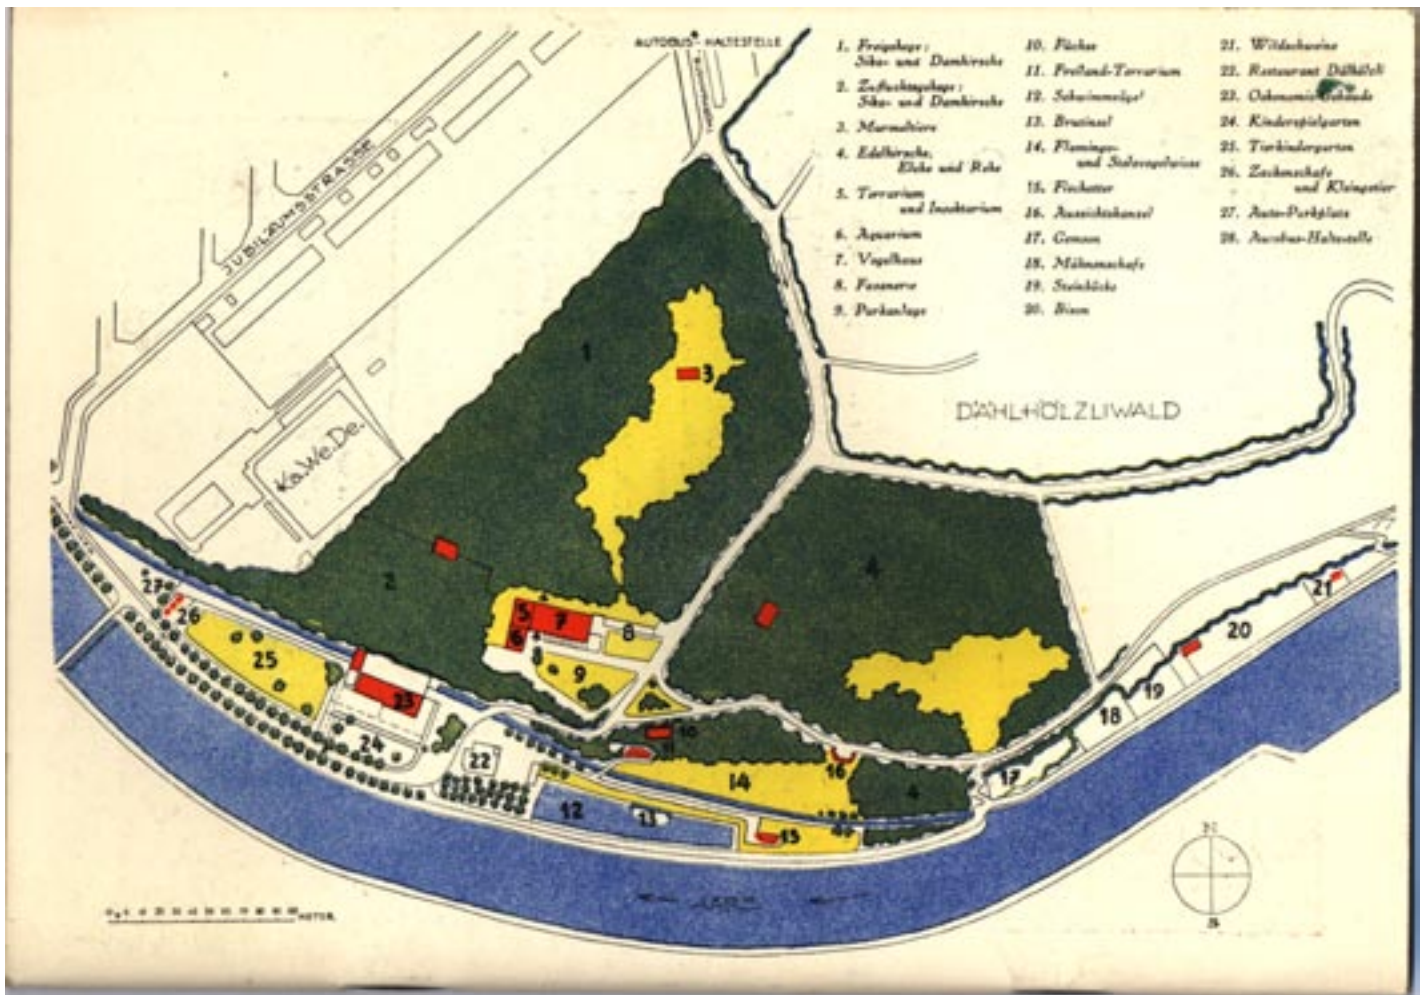 AUTOBUS-HALTESTELLE
1. Freigehege:
Sika- und Damhirsche
2. Zufluchtsgehege:
Sika- und Damhirsche
3. Murmeltiere
4. Edelhirsche,
Elche und Rehe
5. Terrarium
und Insektarium
6. Aquarium
7. Vogelhaus
8. Fasanerie
9. Parkanlage
10. Füchse
11. Freiland-Terrarium
12. Schwimmvögel
13. Brutinsel
14. Flamingo-
und Stelzvogelwiese
15. Fischotter
16. Aussichtskanzel
17. Gemsen
18. Mähnenschafe
19. Steinböcke
20. Bison
21. Wildschweine
22. Restaurant Dählhölzli
23. Oekonomie-Gebäude
24. Kinderspielgarten
25. Tierkindergarten
26. Zackenschafe
und Kleingetier
27. Auto-Parkplatz
28. Autobus-Haltestelle
JUBILÄUMSSTRASSE
Ka.We.De.
DÄHLHÖLZLIWALD
1
3
2
4
5
7
6
8
9
27
26
25
23
24
22
10
11
14
16
4
12
13
15
17
18
19
20
21
N
S
METER.